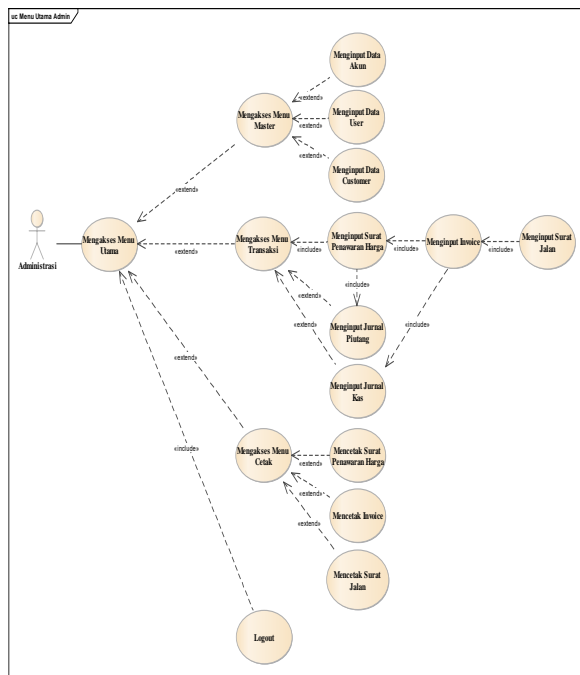 uc Menu Utama Admin
Menginput Data
Akun
«extend»
Mengakses Menu
Master
«extend»
Menginput Data
User
«extend»
Menginput Data
Customer
«extend»
Administrasi
Mengakses Menu
Utama
«extend»
Mengakses Menu
Transaksi
«include»
Menginput Surat
Penawaran Harga
«include»
Menginput Invoice
«include»
Menginput Surat
Jalan
«include»
«extend»
Menginput Jurnal
Piutang
«extend»
«include»
Menginput Jurnal
Kas
«extend»
Mengakses Menu
Cetak
«extend»
Mencetak Surat
Penawaran Harga
«extend»
Mencetak Invoice
«extend»
Mencetak Surat
Jalan
«include»
Logout